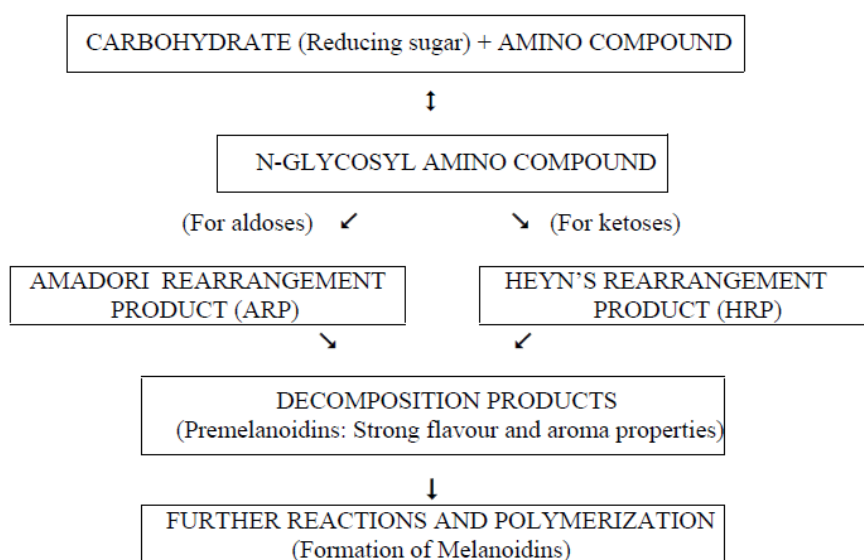 CARBOHYDRATE (Reducing sugar) + AMINO COMPOUND
N-GLYCOSYL AMINO COMPOUND
(For aldoses)
(For ketoses)
AMADORI REARRANGEMENT
PRODUCT (ARP)
HEYN’S REARRANGEMENT
PRODUCT (HRP)
DECOMPOSITION PRODUCTS
(Premelanoidins: Strong flavour and aroma properties)
FURTHER REACTIONS AND POLYMERIZATION
(Formation of Melanoidins)